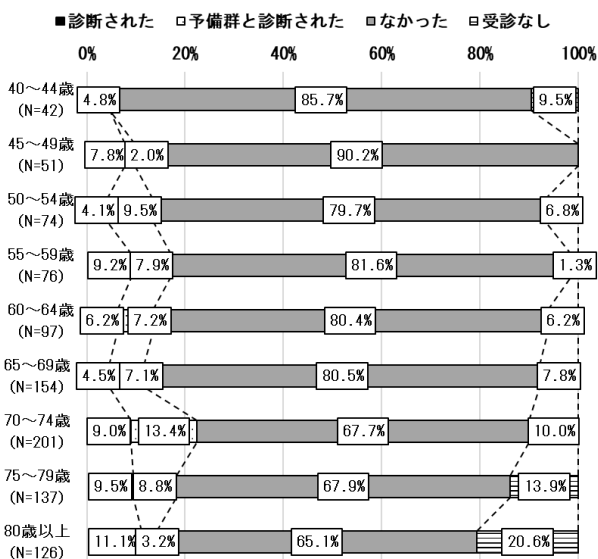 ■診断された □予備群と診断された ■なかった 受診なし
0% 20% 40% 60% 80% 100%
40～44歳
(N=42)
4.8% 85.7% 9.5%
45～49歳
(N=51)
7.8% 2.0% 90.2%
50～54歳
(N=74)
4.1% 9.5% 79.7% 6.8%
55～59歳
(N=76)
9.2% 7.9% 81.6% 1.3%
60～64歳
(N=97)
6.2% 7.2% 80.4% 6.2%
65～69歳
(N=154)
4.5% 7.1% 80.5% 7.8%
70～74歳
(N=201)
9.0% 13.4% 67.7% 10.0%
75～79歳
(N=137)
9.5% 8.8% 67.9% 13.9%
80歳以上
(N=126)
11.1% 3.2% 65.1% 20.6%